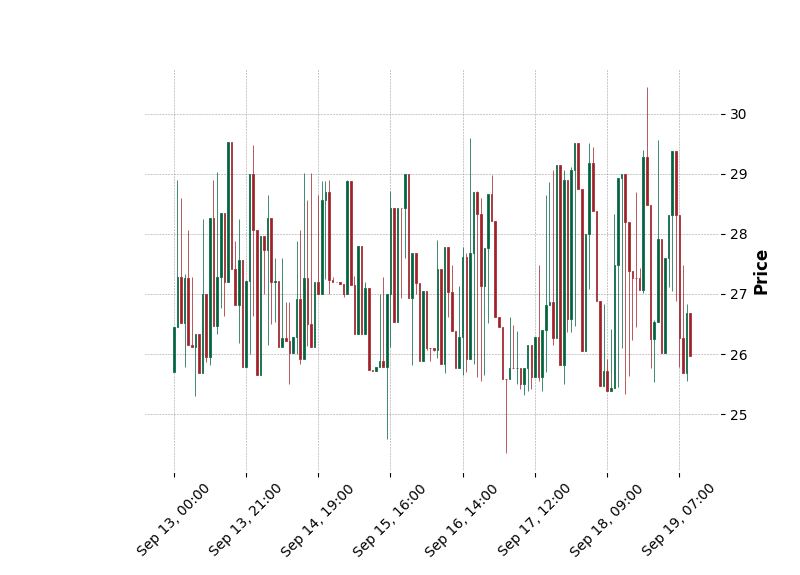 30
29
28
27
26
25
Price
Sep 13, 00:00
Sep 13, 21:00
Sep 14, 19:00
Sep 15, 16:00
Sep 16, 14:00
Sep 17, 12:00
Sep 18, 09:00
Sep 19, 07:00